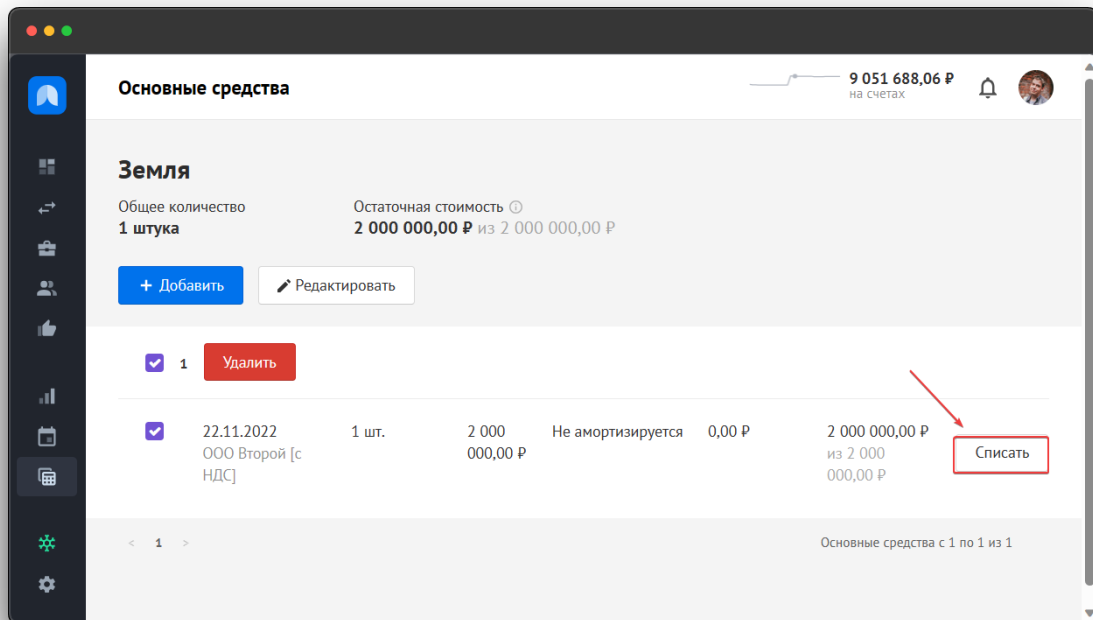 Основные средства
9 051 688,06 ₽
на счетах
Земля
Общее количество
1 штука
Остаточная стоимость
2 000 000,00 ₽ из 2 000 000,00 ₽
+ Добавить
Редактировать
1
Удалить
22.11.2022
ООО Второй [с
НДС]
1 шт.
2 000
000,00 ₽
Не амортизируется
0,00 ₽
2 000 000,00 ₽
из 2 000
000,00 ₽
Списать
< 1 >
Основные средства с 1 по 1 из 1